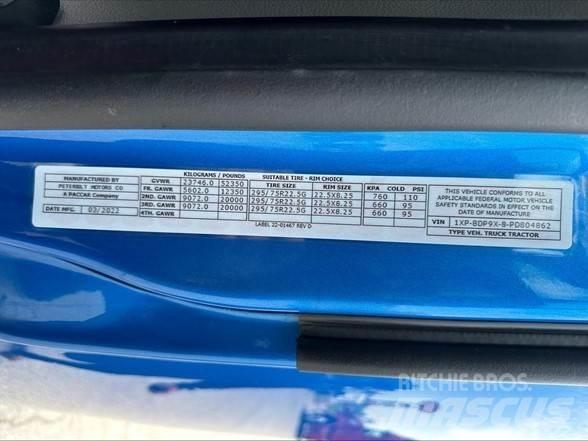 MANUFACTURED BY
PETERBILT MOTORS CO
A PACCAR Company
DATE MFG. 03/2022
KILOGRAMS / POUNDS SUITABLE TIRE - RIM CHOICE
GVWR 23746.0 52350 TIRE SIZE RIM SIZE KPA COLD PSI
FR. GAWR 5602.0 12350 295/75R22.5G 22.5X8.25 760 110
2ND. GAWR 9072.0 20000 295/75R22.5G 22.5X8.25 660 95
3RD. GAWR 9072.0 20000 295/75R22.5G 22.5X8.25 660 95
4TH. GAWR
LABEL 22-01467 REV D
THIS VEHICLE CONFORMS TO ALL
APPLICABLE FEDERAL MOTOR VEHICLE
SAFETY STANDARDS IN EFFECT ON
DATE OF MFR. SHOWN ABOVE.
VIN 1XP-BDP9X-8-PD804862
TYPE VEH. TRUCK TRACTOR
RITCHIE BROS.
MASCUS